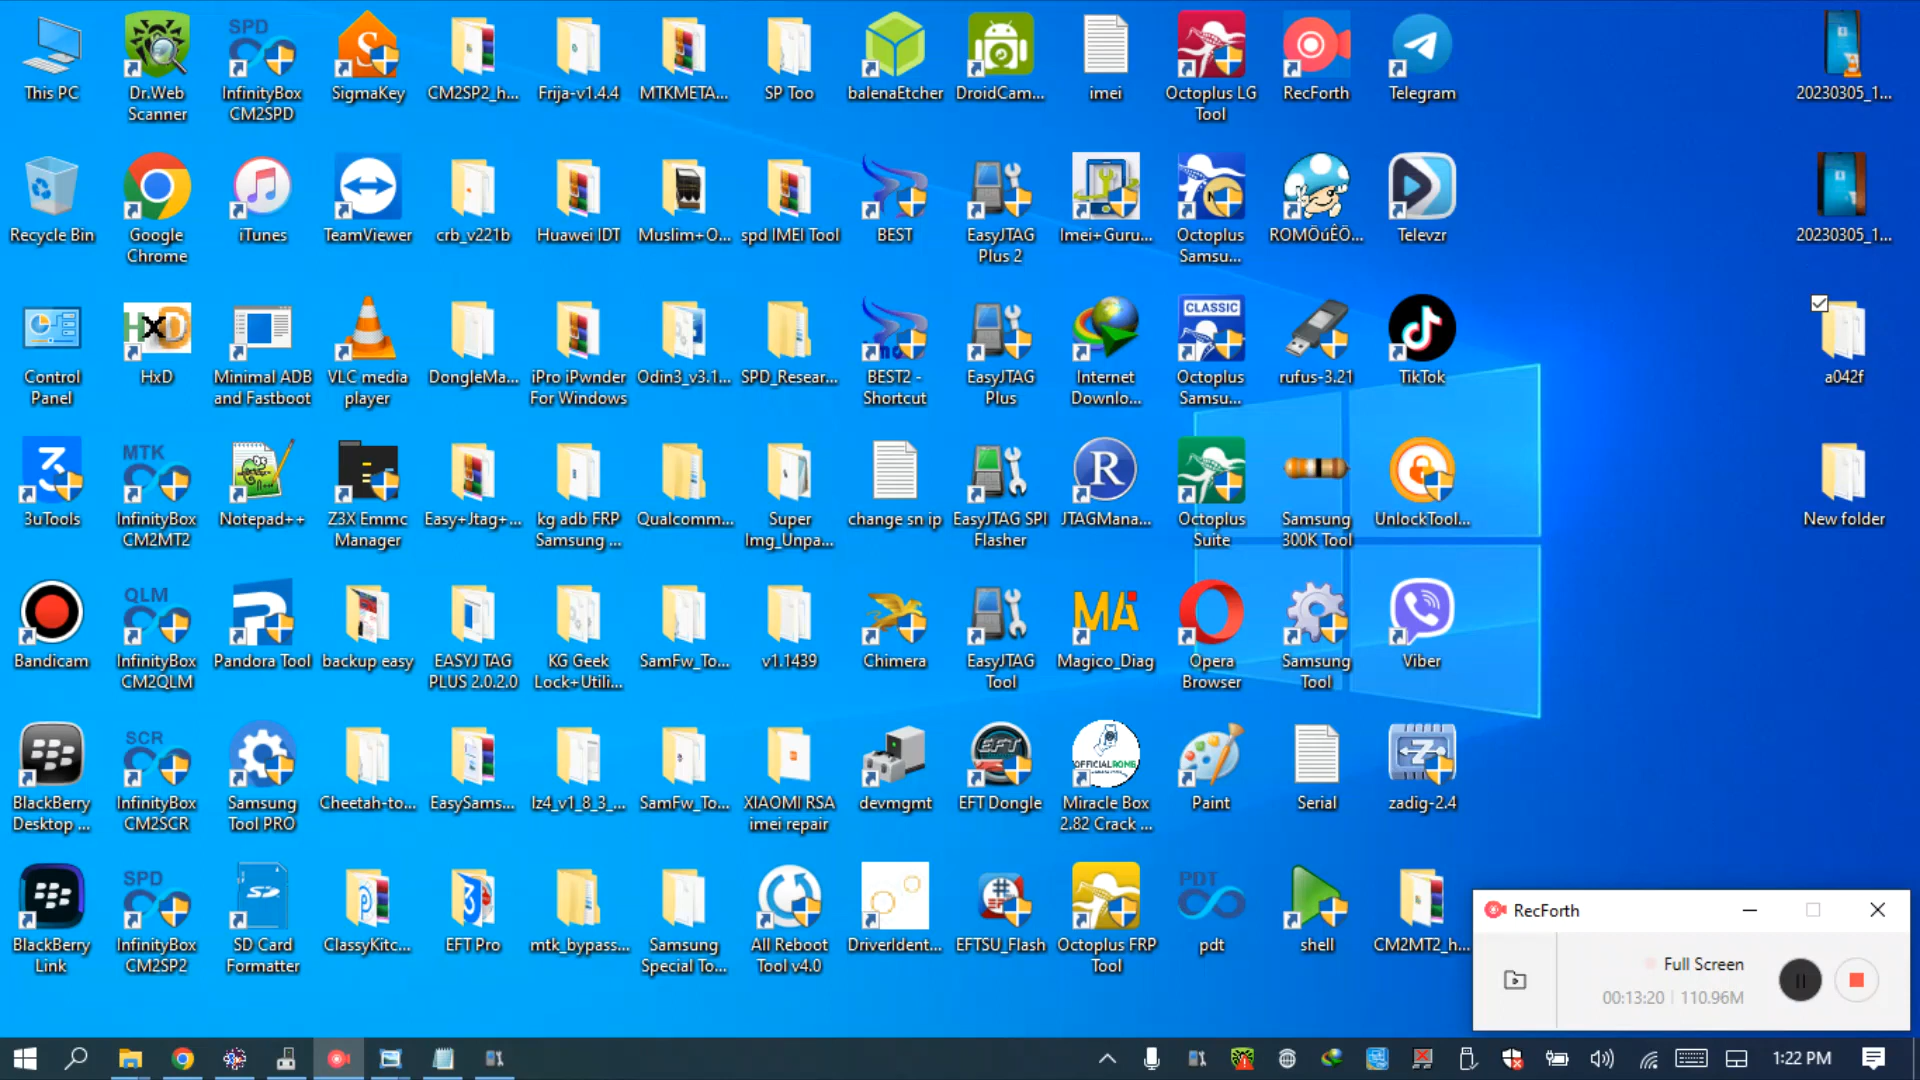 This PC
Dr.Web
Scanner
SPD
InfinityBox
CM2SPD
SigmaKey
CM2SP2_h...
Frija-v1.4.4
MTKMETA...
SP Too
balenaEtcher
DroidCam...
imei
Octoplus LG
Tool
RecForth
Telegram
20230305_1...
Recycle Bin
Google
Chrome
iTunes
TeamViewer
crb_v221b
Huawei IDT
Muslim+O...
spd IMEI Tool
BEST
EasyJTAG
Plus 2
Imei+Guru...
Octoplus
Samsu...
ROMÖúÊÖ...
Televzr
20230305_1...
Control
Panel
HxD
HxD
Minimal ADB
and Fastboot
VLC media
player
DongleMa...
iPro iPwnder
For Windows
Odin3_v3.1...
SPD_Resear...
BEST2 -
Shortcut
EasyJTAG
Plus
Internet
Downlo...
CLASSIC
Octoplus
Samsu...
rufus-3.21
TikTok
a042f
3uTools
MTK
InfinityBox
CM2MT2
Notepad++
Z3X Emmc
Manager
Easy+Jtag+...
kg adb FRP
Samsung ...
Qualcomm...
Super
Img_Unpa...
change sn ip
EasyJTAG SPI
Flasher
R
JTAGMana...
Octoplus
Suite
Samsung
300K Tool
UnlockTool...
New folder
Bandicam
QLM
InfinityBox
CM2QLM
Pandora Tool
backup easy
EASYJ TAG
PLUS 2.0.2.0
KG Geek
Lock+Utili...
SamFw_To...
v1.1439
Chimera
EasyJTAG
Tool
MA
Magico_Diag
Opera
Browser
Samsung
Tool
Viber
BlackBerry
Desktop ...
SCR
InfinityBox
CM2SCR
Samsung
Tool PRO
Cheetah-to...
EasySams...
lz4_v1_8_3_...
SamFw_To...
XIAOMI RSA
imei repair
devmgmt
EFT
EFT Dongle
OFFICIALROMS
Miracle Box
2.82 Crack ...
Paint
Serial
zadig-2.4
BlackBerry
Link
SPD
InfinityBox
CM2SP2
SD Card
Formatter
ClassyKitc...
EFT Pro
mtk_bypass...
Samsung
Special To...
All Reboot
Tool v4.0
DriverIdent...
EFTSU_Flash
Octoplus FRP
Tool
PDT
pdt
shell
CM2MT2_h...
RecForth
Full Screen
00:13:20 | 110.96M
1:22 PM